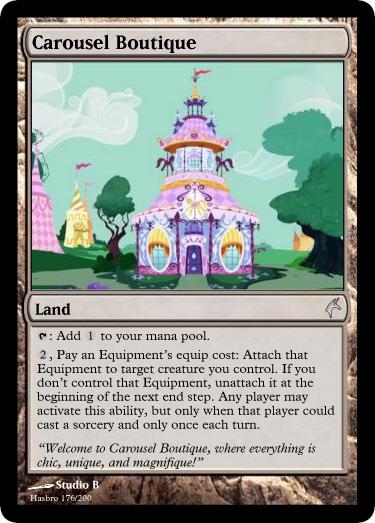 Carousel Boutique
Land
: Add 1 to your mana pool.
2, Pay an Equipment's equip cost: Attach that
Equipment to target creature you control. If you
don't control that Equipment, unattach it at the
beginning of the next end step. Any player may
activate this ability, but only when that player could
cast a sorcery and only once each turn.
"Welcome to Carousel Boutique, where everything is
chic, unique, and magnifique!"
Studio B
Hasbro 176/200